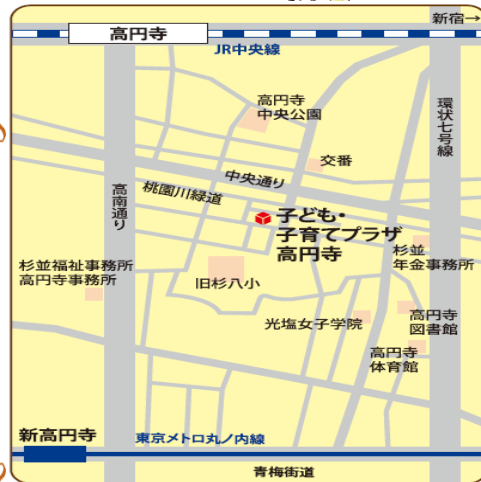 新宿→
高円寺
JR中央線
高円寺
中央公園
環状七号線
交番
中央通り
桃園川緑道
高南通り
子ども・
子育てプラザ
高円寺
杉並
年金事務所
杉並福祉事務所
高円寺事務所
旧杉八小
光塩女子学院
高円寺
図書館
高円寺
体育館
新高円寺
東京メトロ丸ノ内線
青梅街道